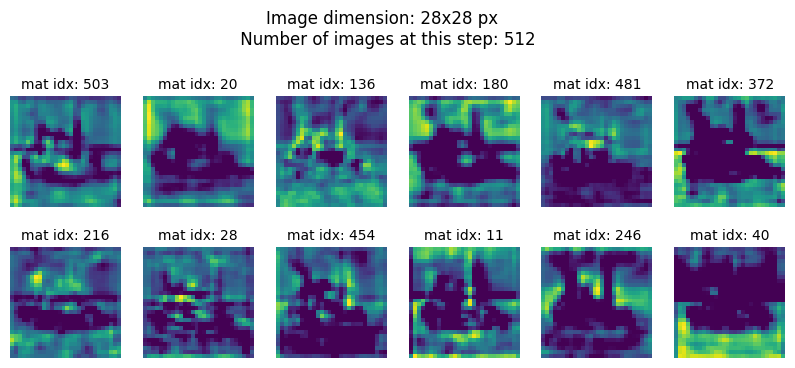 Image dimension: 28x28 px
Number of images at this step: 512
mat idx: 503 mat idx: 20 mat idx: 136 mat idx: 180 mat idx: 481 mat idx: 372
mat idx: 216 mat idx: 28 mat idx: 454 mat idx: 11 mat idx: 246 mat idx: 40